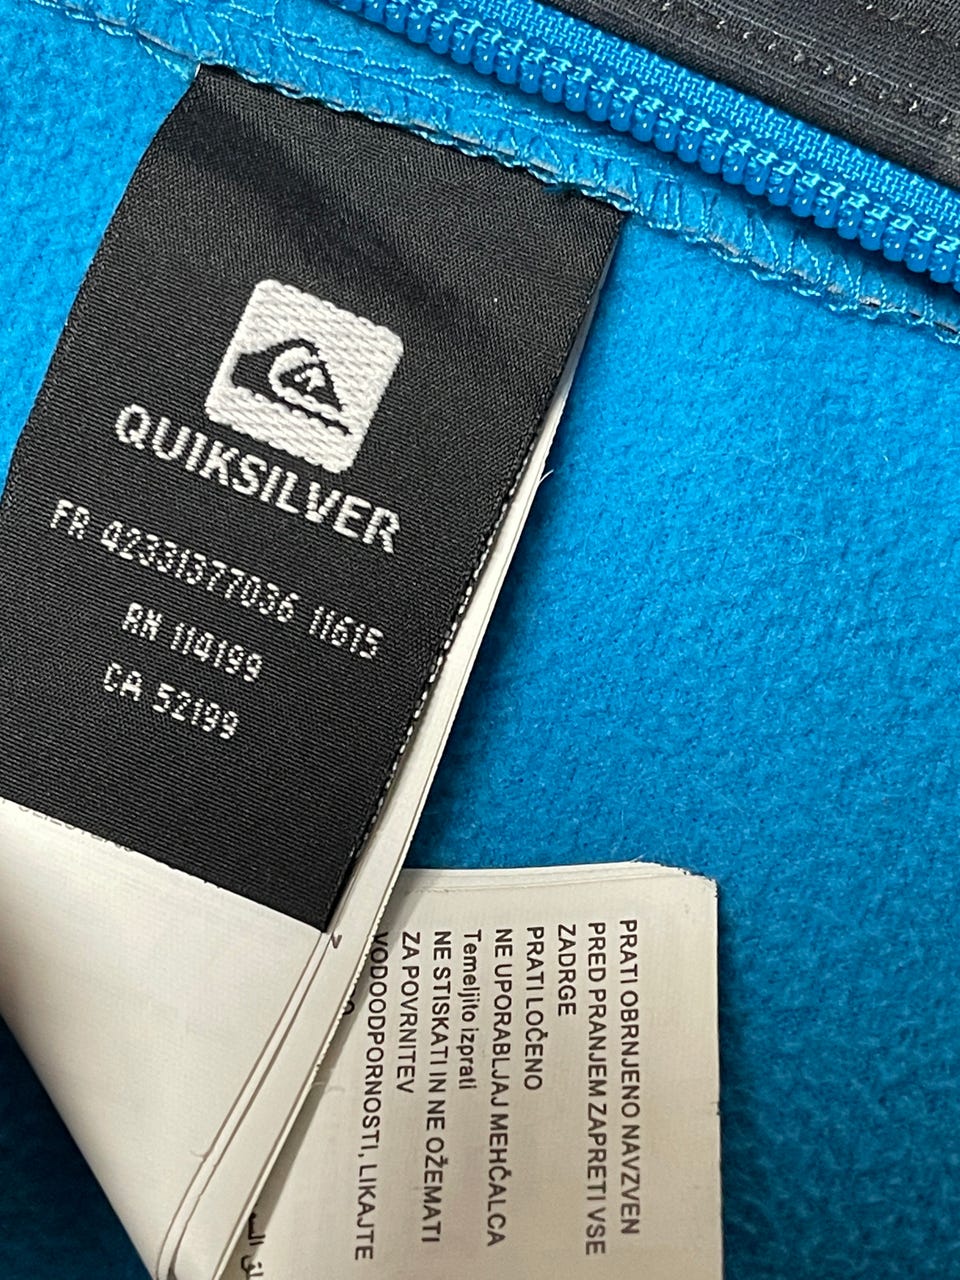 QUIKSILVER
FR 42331377036 11615
RN 114199
CA 52199
PRATI OBRNJENO NAVZVEN
PRED PRANJEM ZAPRETI VSE
ZADRGE
PRATI LOČENO
NE UPORABLJAJ MEHČALCA
Temeljito izprati
NE STISKATI IN NE OŽEMATI
ZA POVRNITEV
VODOODPORNOSTI, LIKAJTE